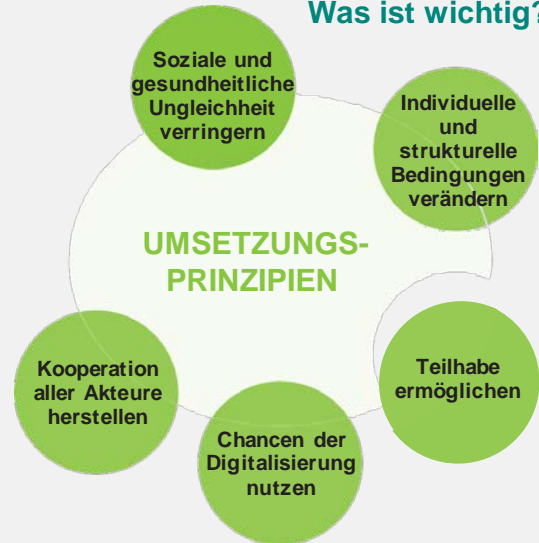 Was ist wichtig?
Soziale und
gesundheitliche
Ungleichheit
verringern
Individuelle
und
strukturelle
Bedingungen
verändern
UMSETZUNGS-
PRINZIPIEN
Teilhabe
ermöglichen
Kooperation
aller Akteure
herstellen
Chancen der
Digitalisierung
nutzen